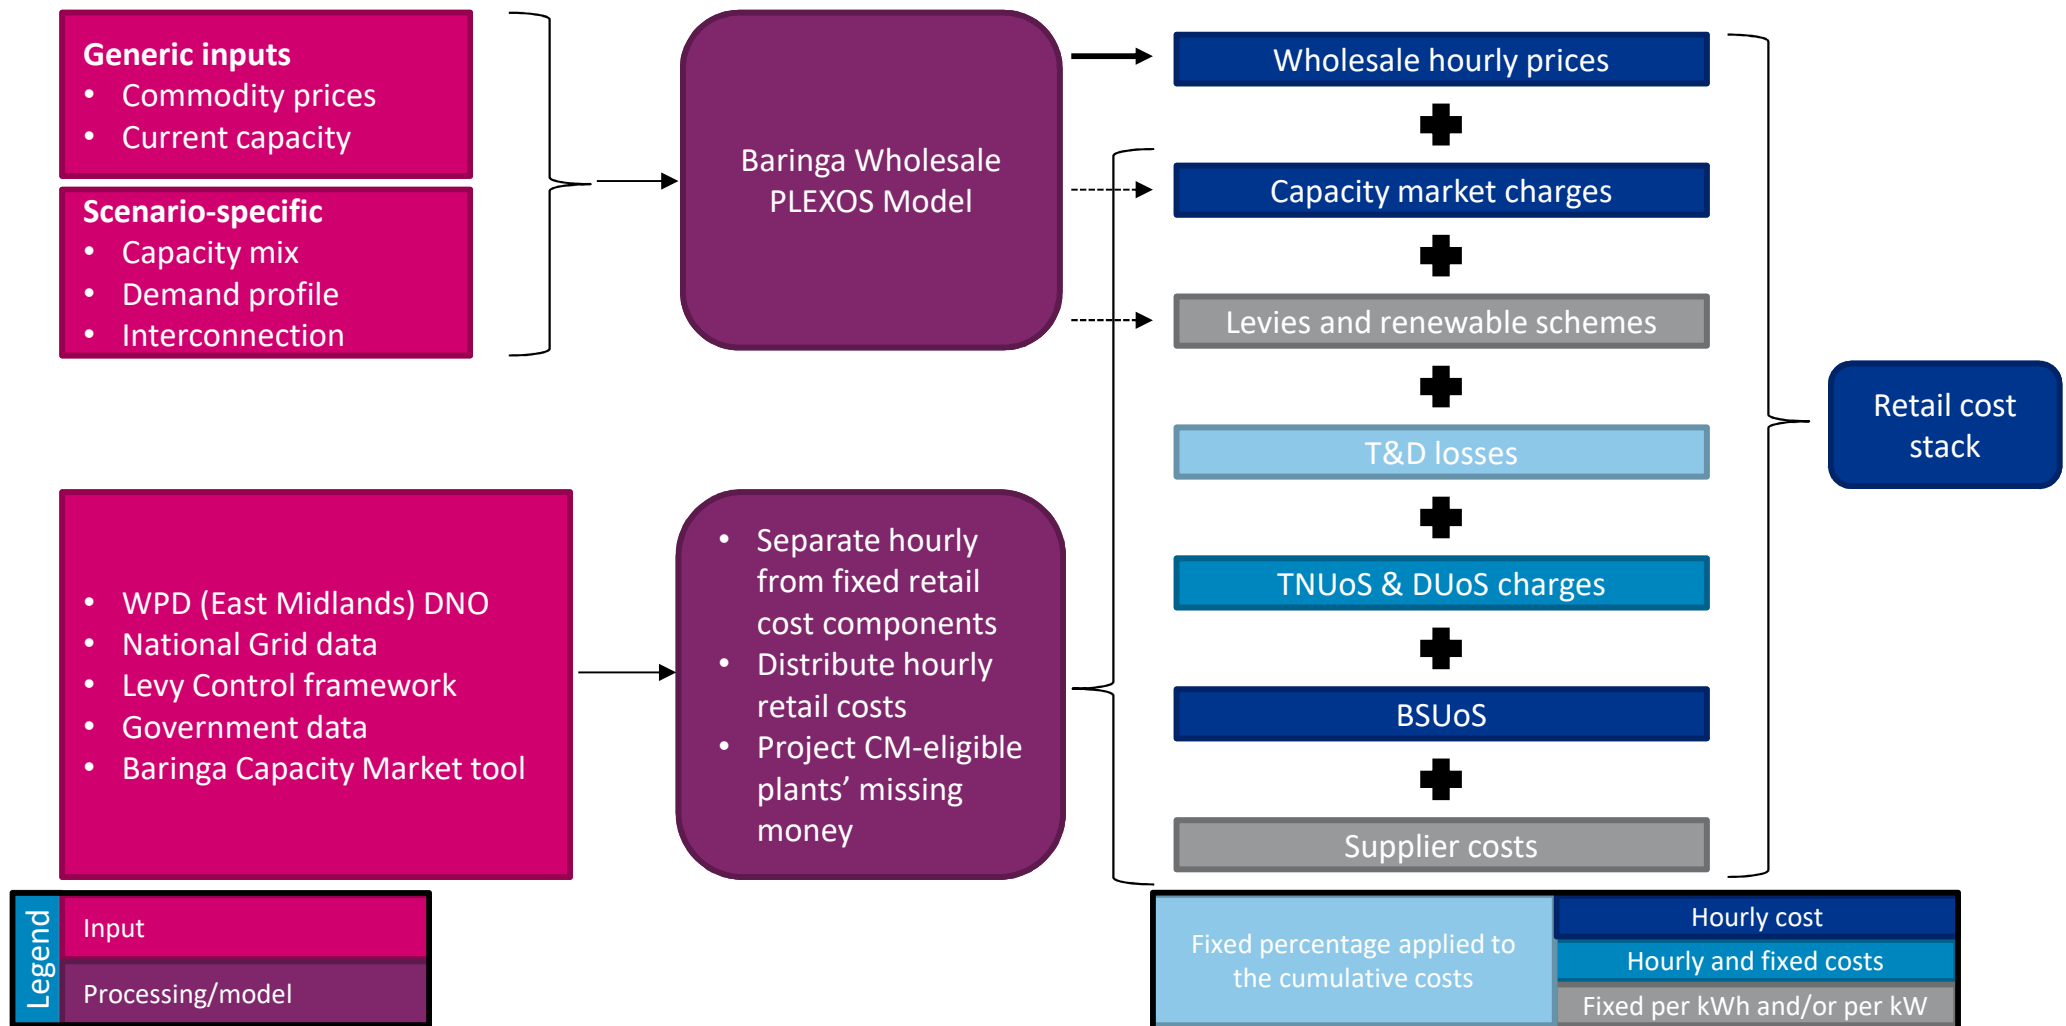 Generic inputs
• Commodity prices
• Current capacity
Scenario-specific
• Capacity mix
• Demand profile
• Interconnection
Baringa Wholesale
PLEXOS Model
Wholesale hourly prices
Capacity market charges
Levies and renewable schemes
T&D losses
TNUoS & DUoS charges
BSUoS
Supplier costs
Retail cost
stack
• WPD (East Midlands) DNO
• National Grid data
• Levy Control framework
• Government data
• Baringa Capacity Market tool
• Separate hourly
from fixed retail
cost components
• Distribute hourly
retail costs
• Project CM-eligible
plants’ missing
money
Legend
Input
Processing/model
Fixed percentage applied to
the cumulative costs
Hourly cost
Hourly and fixed costs
Fixed per kWh and/or per kW